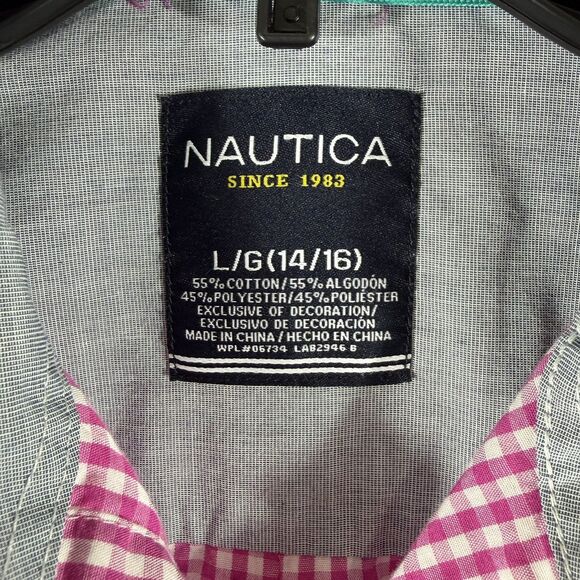 NAUTICA
SINCE 1983
L/G(14/16)
55% COTTON/55% ALGODÓN
45% POLYESTER/45% POLIÉSTER
EXCLUSIVE OF DECORATION/
EXCLUSIVO DE DECORACIÓN
MADE IN CHINA / HECHO EN CHINA
WPL#06734 LAB2946 B